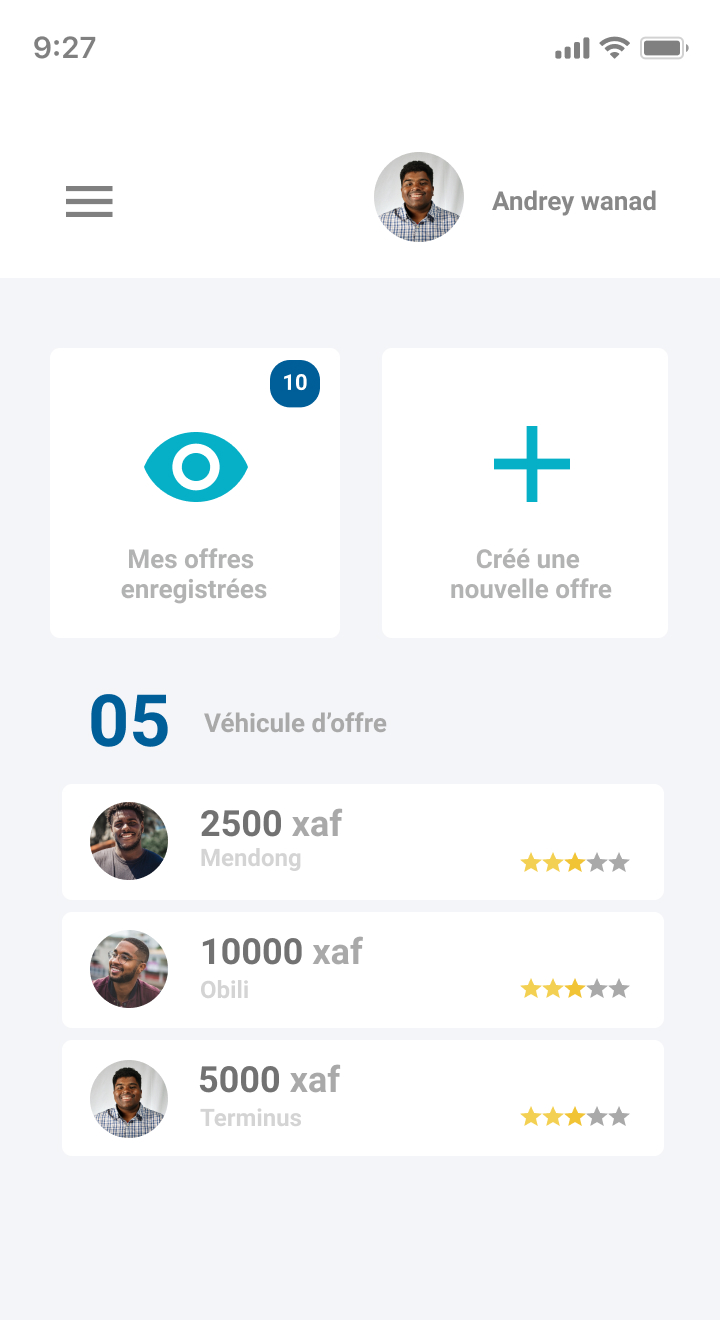 9:27
Andrey wanad
10
Mes offres
enregistrées
Créé une
nouvelle offre
05 Véhicule d’offre
2500 xaf
Mendong
10000 xaf
Obili
5000 xaf
Terminus